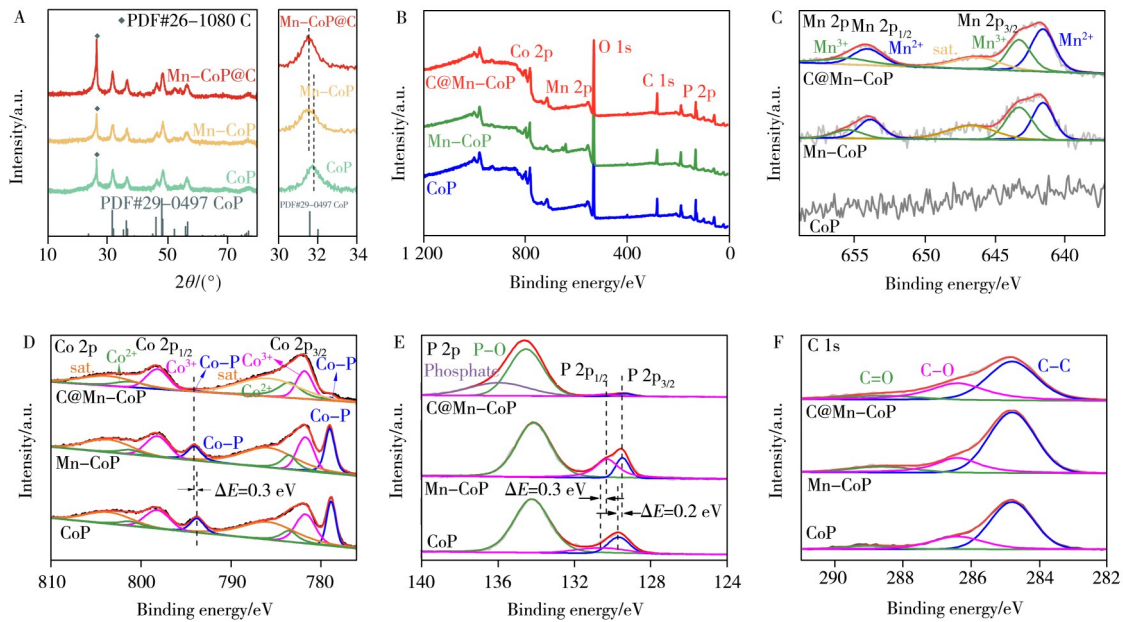 A
◆PDF#26-1080 C
Mn-CoP@C
Mn-CoP
CoP
PDF#29-0497 CoP
Intensity/a.u.
10 30 50 70
2θ/(°)
Mn-CoP@C
Mn-CoP
CoP
PDF#29-0497 CoP
30 32 34
B
O 1s
Co 2p
C@Mn-CoP
Mn 2p
C 1s
P 2p
Mn-CoP
CoP
Intensity/a.u.
1 200 800 400 0
Binding energy/eV
C
Mn 2p
Mn 2p1/2
Mn 2p3/2
Mn3+
Mn2+
sat.
Mn3+
Mn2+
C@Mn-CoP
Mn-CoP
CoP
Intensity/a.u.
655 650 645 640
Binding energy/eV
D
Co 2p
Co 2p1/2
Co 2p3/2
Co2+
sat.
Co3+
Co-P
sat.
Co3+
Co2+
Co-P
C@Mn-CoP
Co-P
Co-P
Mn-CoP
ΔE=0.3 eV
CoP
Intensity/a.u.
810 800 790 780
Binding energy/eV
E
P 2p
P-O
Phosphate
P 2p1/2
P 2p3/2
C@Mn-CoP
Mn-CoP
ΔE=0.3 eV
ΔE=0.2 eV
CoP
Intensity/a.u.
140 136 132 128 124
Binding energy/eV
F
C 1s
C=O
C-O
C-C
C@Mn-CoP
Mn-CoP
CoP
Intensity/a.u.
290 288 286 284 282
Binding energy/eV